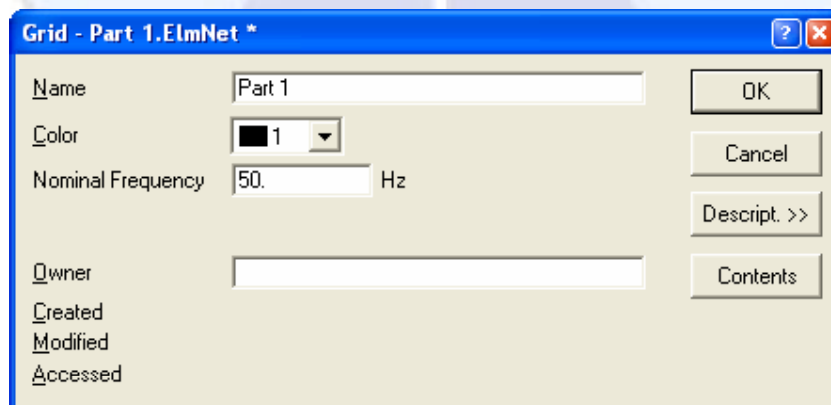 Grid - Part 1.ElmNet *
?
Name Part 1
OK
Color 1
Cancel
Nominal Frequency 50. Hz
Descript. >>
Owner
Contents
Created
Modified
Accessed